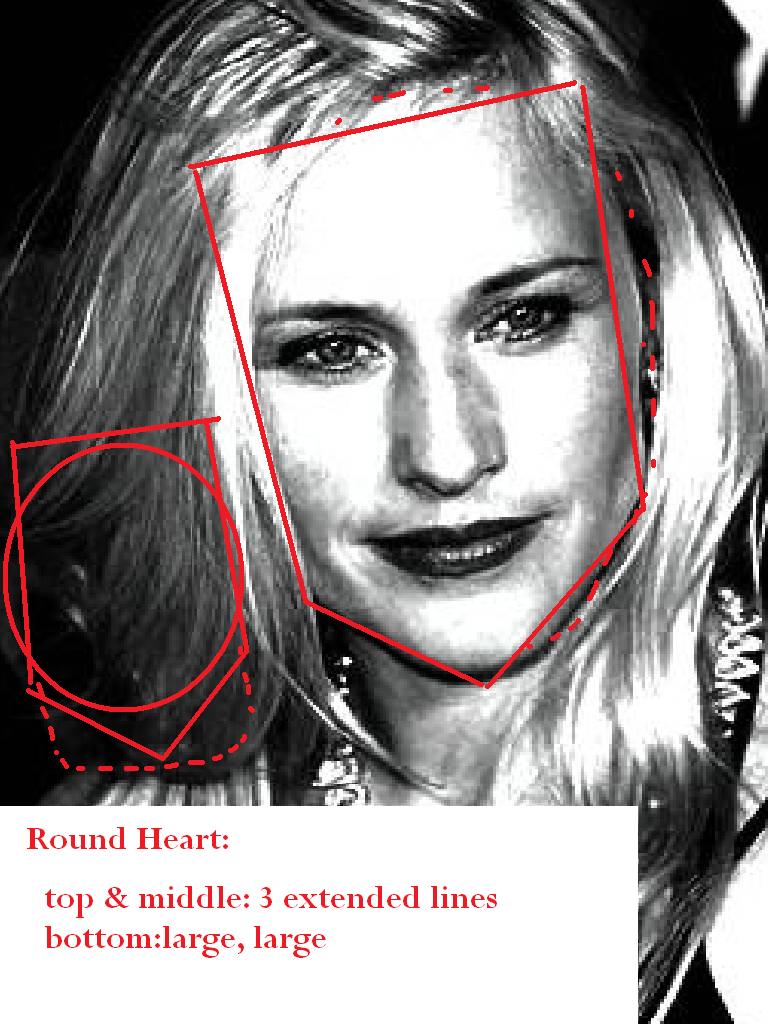 Round Heart:
top & middle: 3 extended lines
bottom:large, large